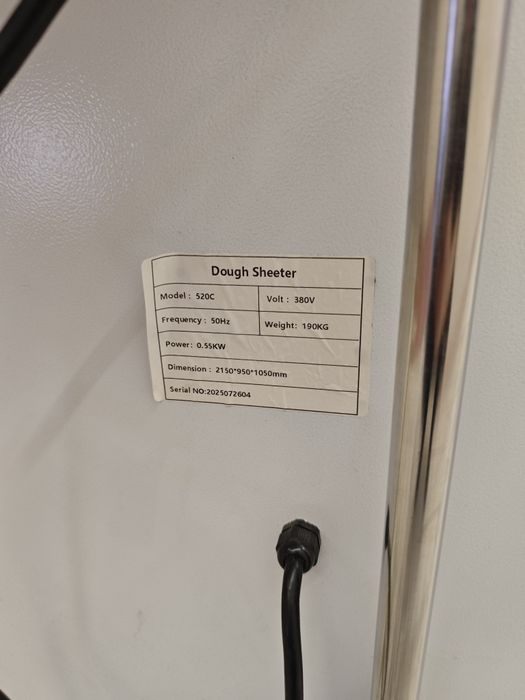 Dough Sheeter
Model : 520C Volt : 380V
Frequency : 50Hz Weight: 190KG
Power: 0.55KW
Dimension : 2150*950*1050mm
Serial NO:2025072604